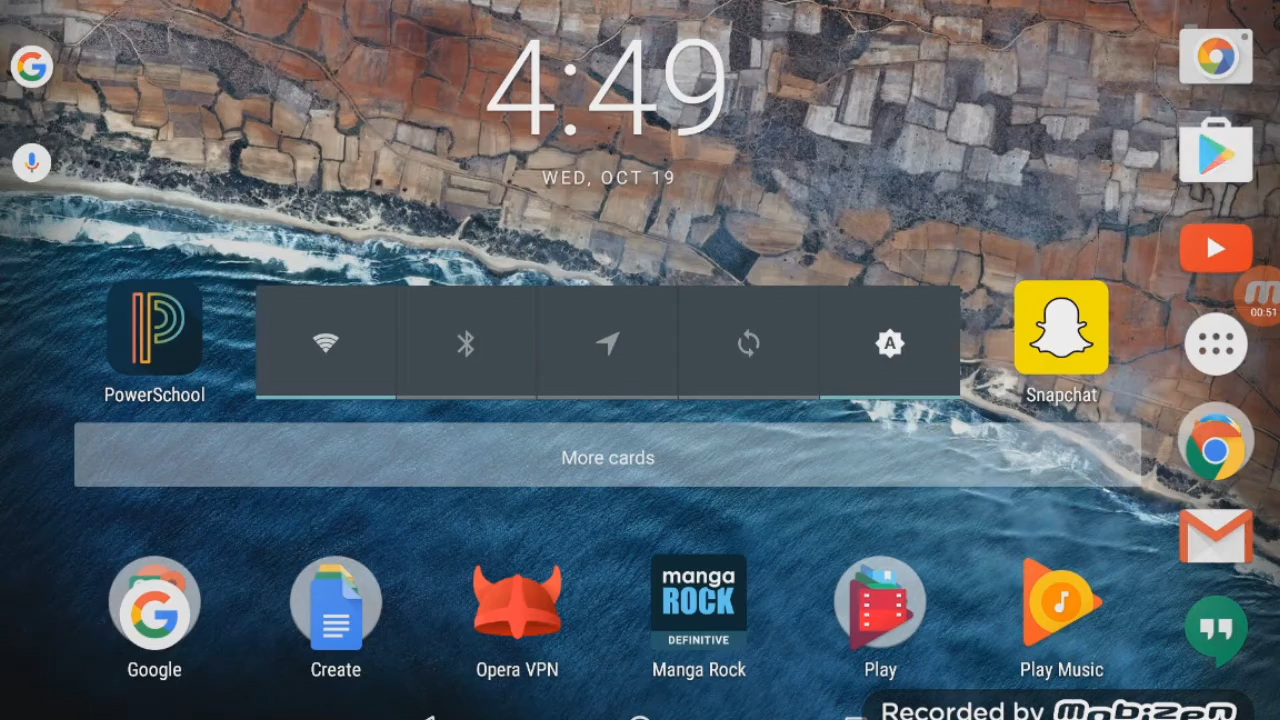 4:49
WED, OCT 19
00:51
PowerSchool
A
Snapchat
More cards
manga
ROCK
DEFINITIVE
Google
Create
Opera VPN
Manga Rock
Play
Play Music
Recorded by mobizen